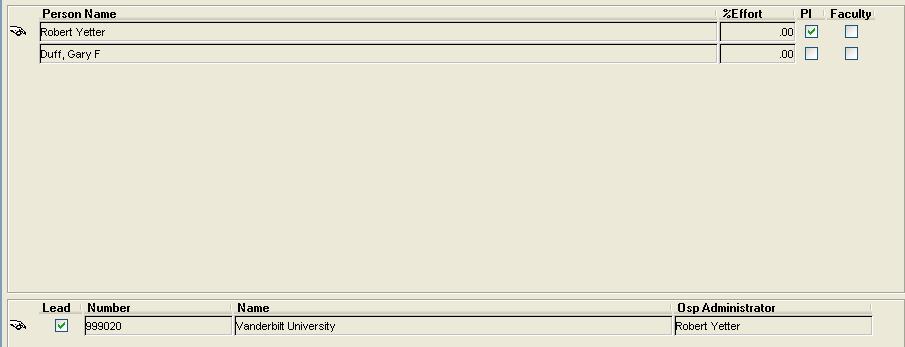 Person Name %Effort PI Faculty
Robert Yetter .00
Duff, Gary F .00
Lead Number Name Osp Administrator
999020 Vanderbilt University Robert Yetter